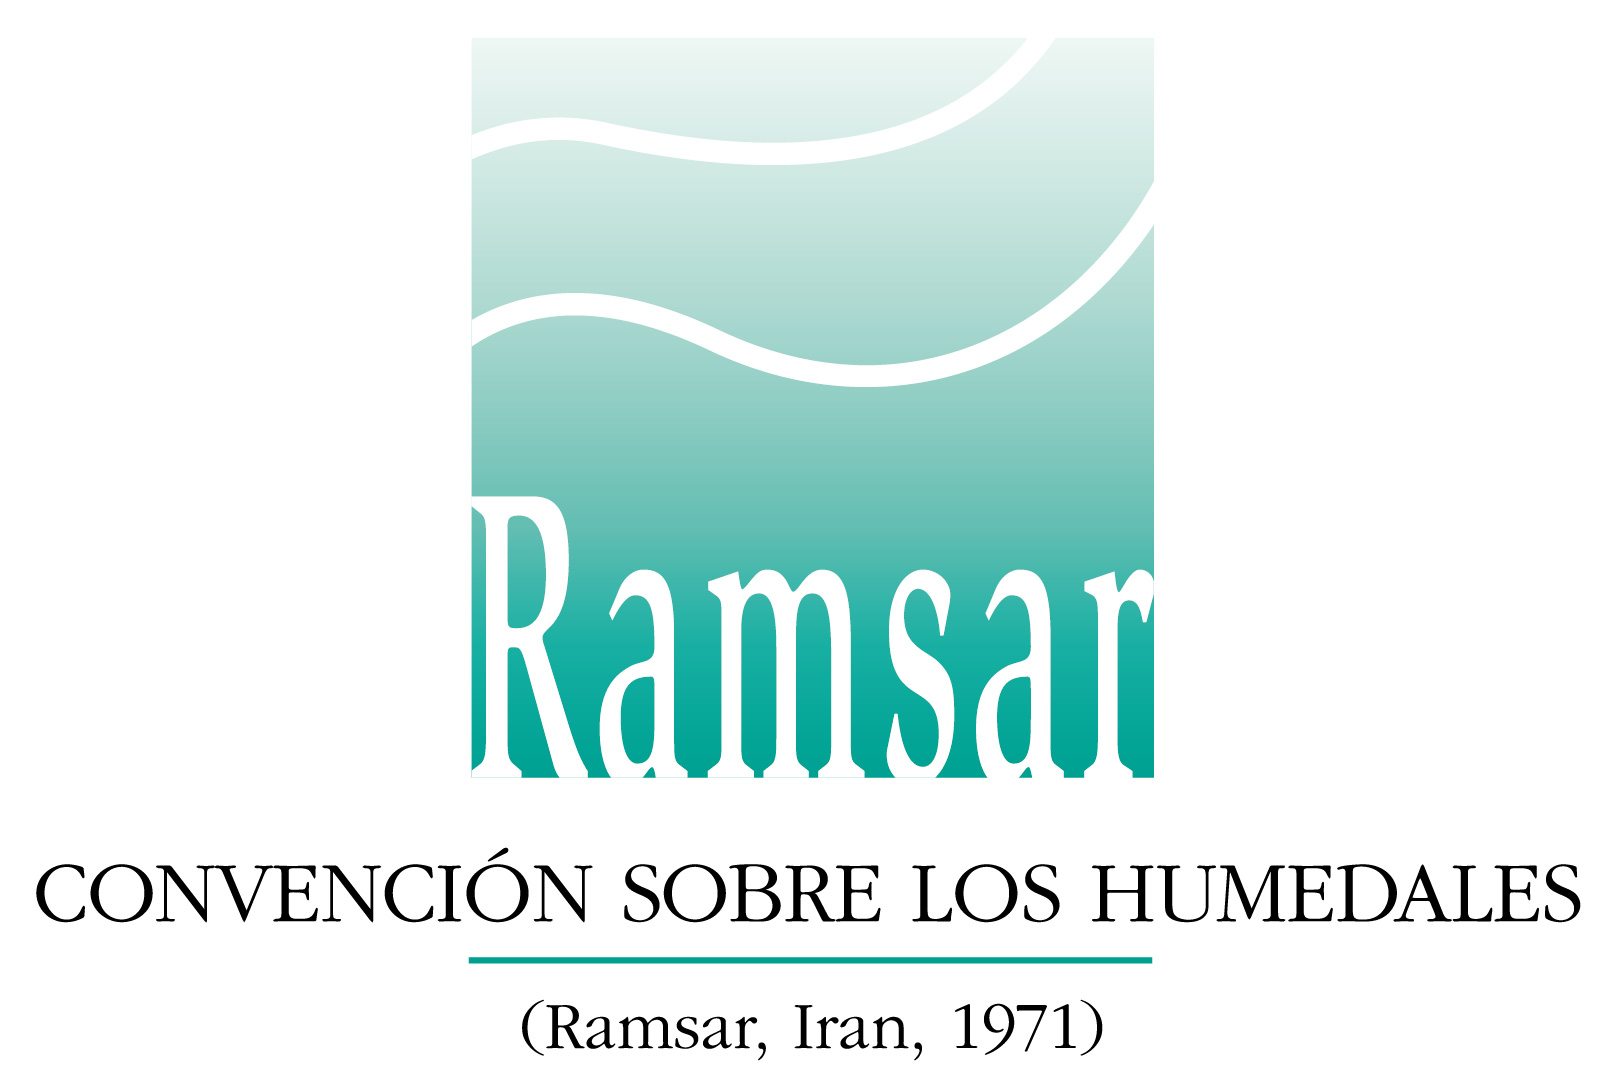 Ramsar
CONVENCIÓN SOBRE LOS HUMEDALES
(Ramsar, Iran, 1971)